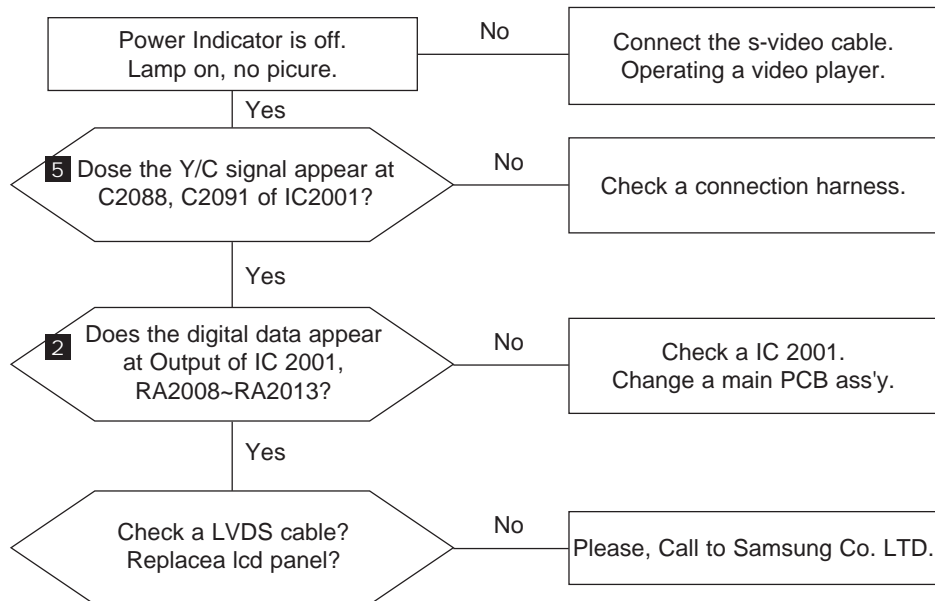 Power Indicator is off.
Lamp on, no picure.
No
Connect the s-video cable.
Operating a video player.
Yes
5 Dose the Y/C signal appear at
C2088, C2091 of IC2001?
No
Check a connection harness.
Yes
2 Does the digital data appear
at Output of IC 2001,
RA2008~RA2013?
No
Check a IC 2001.
Change a main PCB ass'y.
Yes
Check a LVDS cable?
Replacea lcd panel?
No
Please, Call to Samsung Co. LTD.